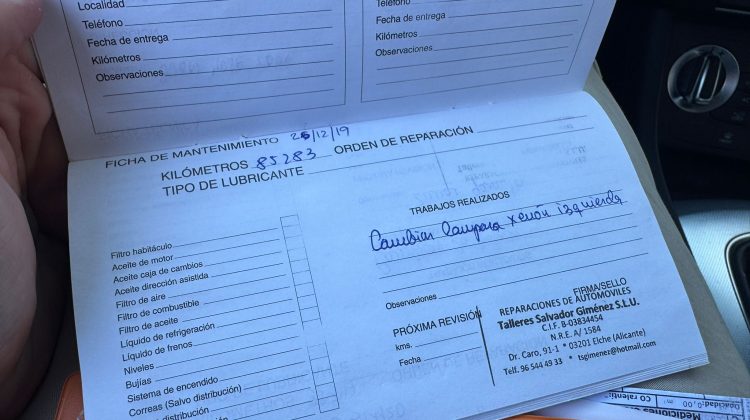 Localidad
Teléfono
Fecha de entrega
Kilómetros
Observaciones
Teléfono
Fecha de entrega
Kilómetros
Observaciones
FICHA DE MANTENIMIENTO 26/12/19
KILÓMETROS 85283 ORDEN DE REPARACIÓN
TIPO DE LUBRICANTE
Filtro habitáculo
Aceite de motor
Aceite caja de cambios
Aceite dirección asistida
Filtro de aire
Filtro de combustible
Filtro de aceite
Líquido de refrigeración
Líquido de frenos
Niveles
Bujías
Sistema de encendido
Correas (Salvo distribución)
TRABAJOS REALIZADOS
Cambiar lampara xenón izquierda
Observaciones
PRÓXIMA REVISIÓN
kms.
Fecha
FIRMA/SELLO
REPARACIONES DE AUTOMOVILES
Talleres Salvador Giménez S.L.U.
C.I.F. B-03834454
N.R.E. A/ 1584
Dr. Caro, 91-1 * 03201 Elche (Alicante)
Telf. 96 544 49 33 * tsgimenez@hotmail.com